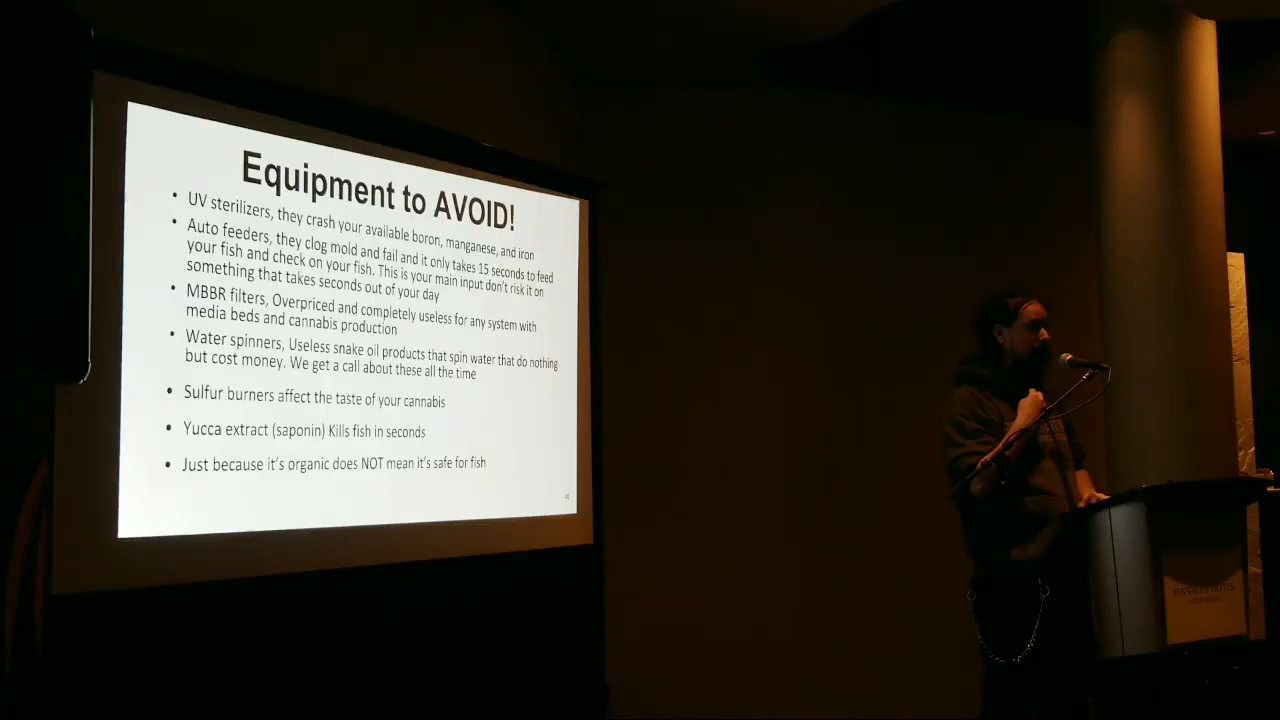 Equipment to AVOID!
• UV sterilizers, they crash your available boron, manganese, and iron
• Auto feeders, they clog mold and fail and it only takes 15 seconds to feed
your fish and check on your fish. This is your main input don't risk it on
something that takes seconds out of your day
• MBBR filters, Overpriced and completely useless for any system with
media beds and cannabis production
• Water spinners, Useless snake oil products that spin water that do nothing
but cost money. We get a call about these all the time
• Sulfur burners affect the taste of your cannabis
• Yucca extract (saponin) Kills fish in seconds
• Just because it's organic does NOT mean it's safe for fish